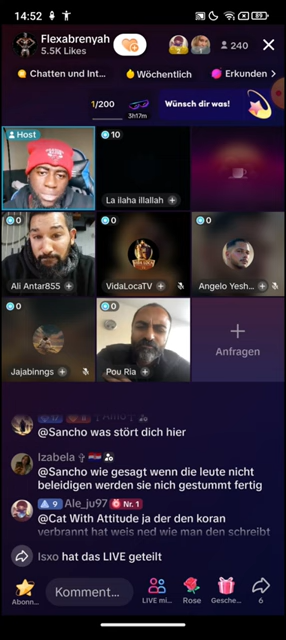 14:52
89
Flexabrenyah
5.5K Likes
240
Chatten und Int...
Wöchentlich
Erkunden
1/200
3h17m
Wünsch dir was!
Host
10
La ilaha illallah
0
Ali Antar855
0
VidaLocaTV
0
Angelo Yesh...
0
Jajabinngs
0
Pou Ria
Anfragen
@Sancho was stört dich hier
Izabela
@Sancho wie gesagt wenn die leute nicht
beleidigen werden sie nich gestummt fertig
9 Ale_ju97 Nr. 1
@Cat With Attitude ja der den koran
verbrannt hat weis ned wie man den schreibt
Isxo hat das LIVE geteilt
Abonn...
Komment...
LIVE mi...
Rose
Gesche...
6